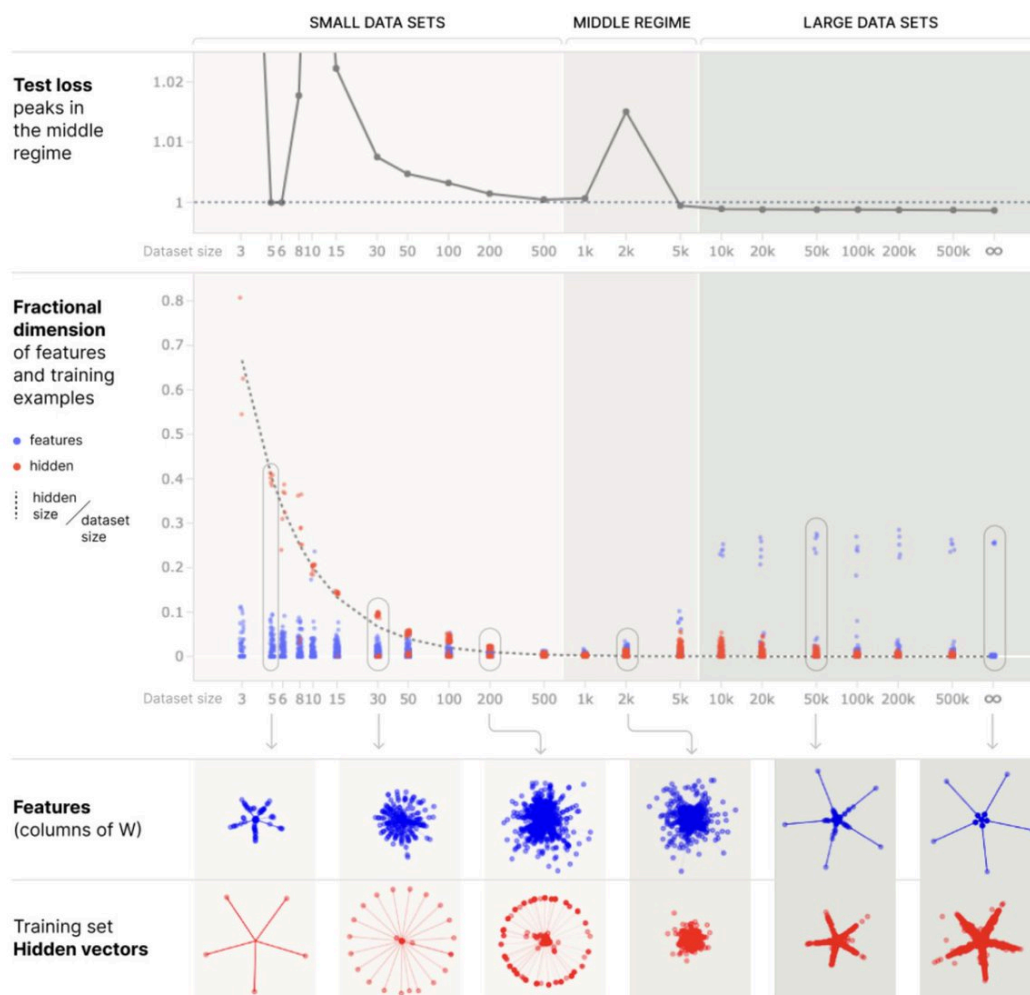 SMALL DATA SETS MIDDLE REGIME LARGE DATA SETS
Test loss
peaks in
the middle
regime
1.02
1.01
1
Dataset size 3 5 6 8 10 15 30 50 100 200 500 1k 2k 5k 10k 20k 50k 100k 200k 500k ∞
Fractional
dimension
of features
and training
examples
features
hidden
hidden
size / dataset
size
0.8
0.7
0.6
0.5
0.4
0.3
0.2
0.1
0
Dataset size 3 5 6 8 10 15 30 50 100 200 500 1k 2k 5k 10k 20k 50k 100k 200k 500k ∞
Features
(columns of W)
Training set
Hidden vectors